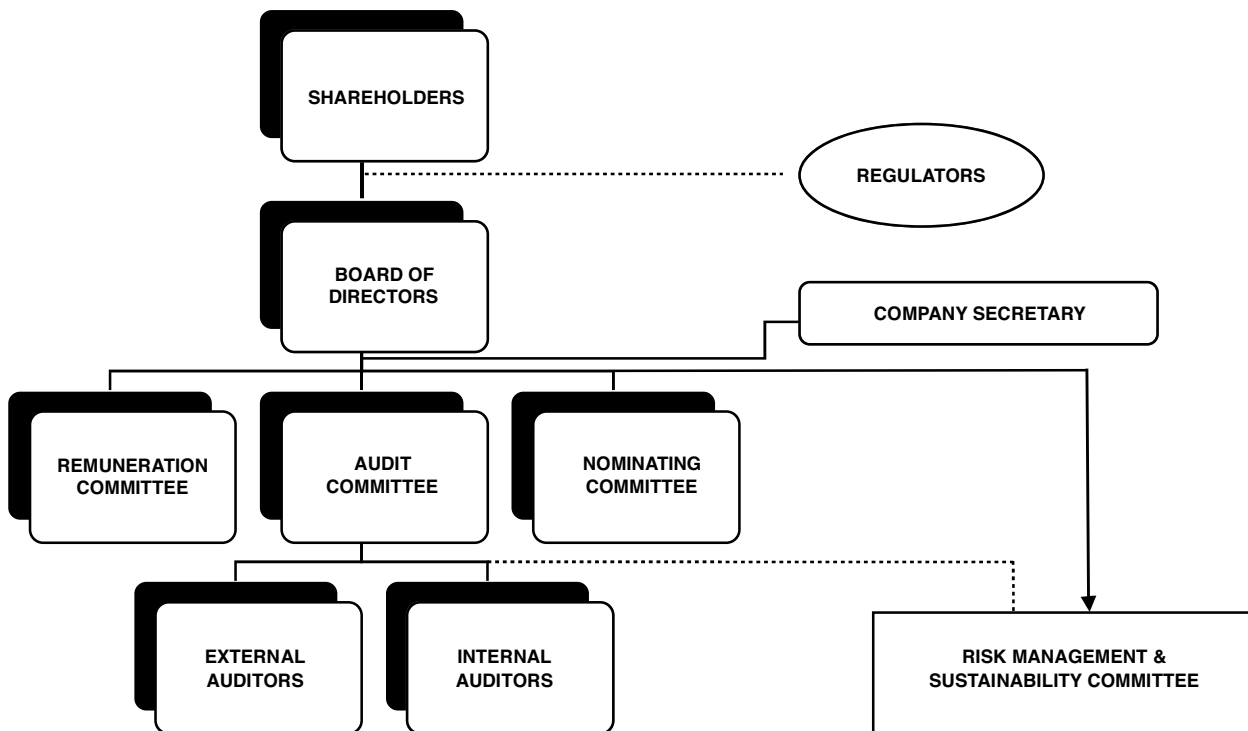 SHAREHOLDERS
REGULATORS
BOARD OF
DIRECTORS
COMPANY SECRETARY
REMUNERATION
COMMITTEE
AUDIT
COMMITTEE
NOMINATING
COMMITTEE
EXTERNAL
AUDITORS
INTERNAL
AUDITORS
RISK MANAGEMENT &
SUSTAINABILITY COMMITTEE